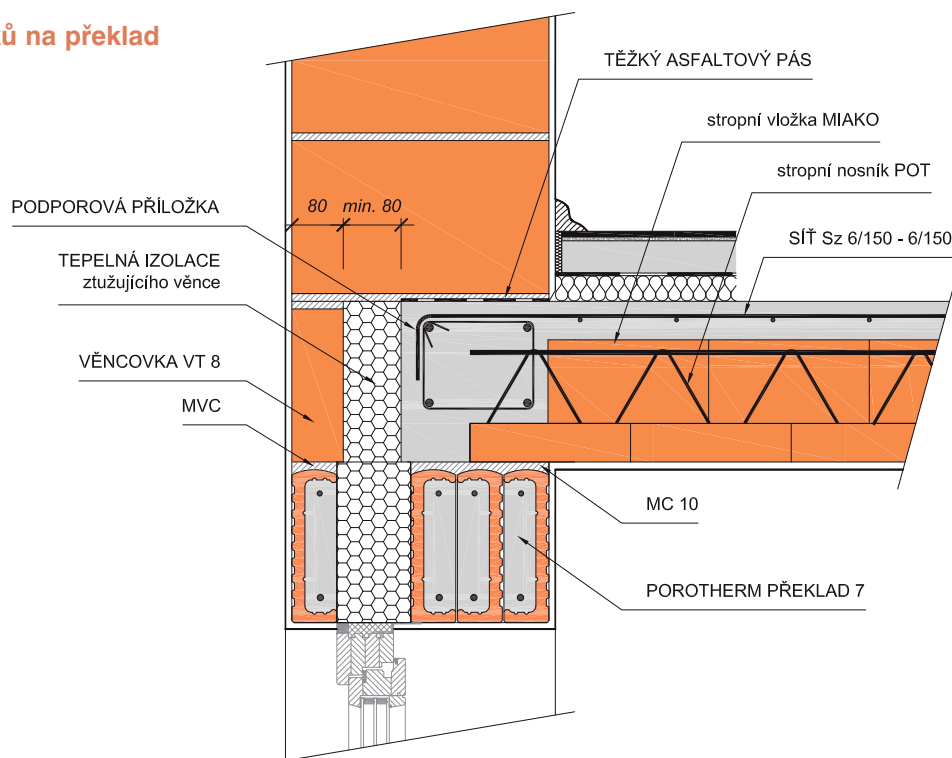 ků na překlad
TĚŽKÝ ASFALTOVÝ PÁS
stropní vložka MIAKO
stropní nosník POT
SÍŤ Sz 6/150 - 6/150
80 min. 80
PODPOROVÁ PŘÍLOŽKA
TEPELNÁ IZOLACE
ztužujícího věnce
VĚNCOVKA VT 8
MVC
MC 10
POROTHERM PŘEKLAD 7